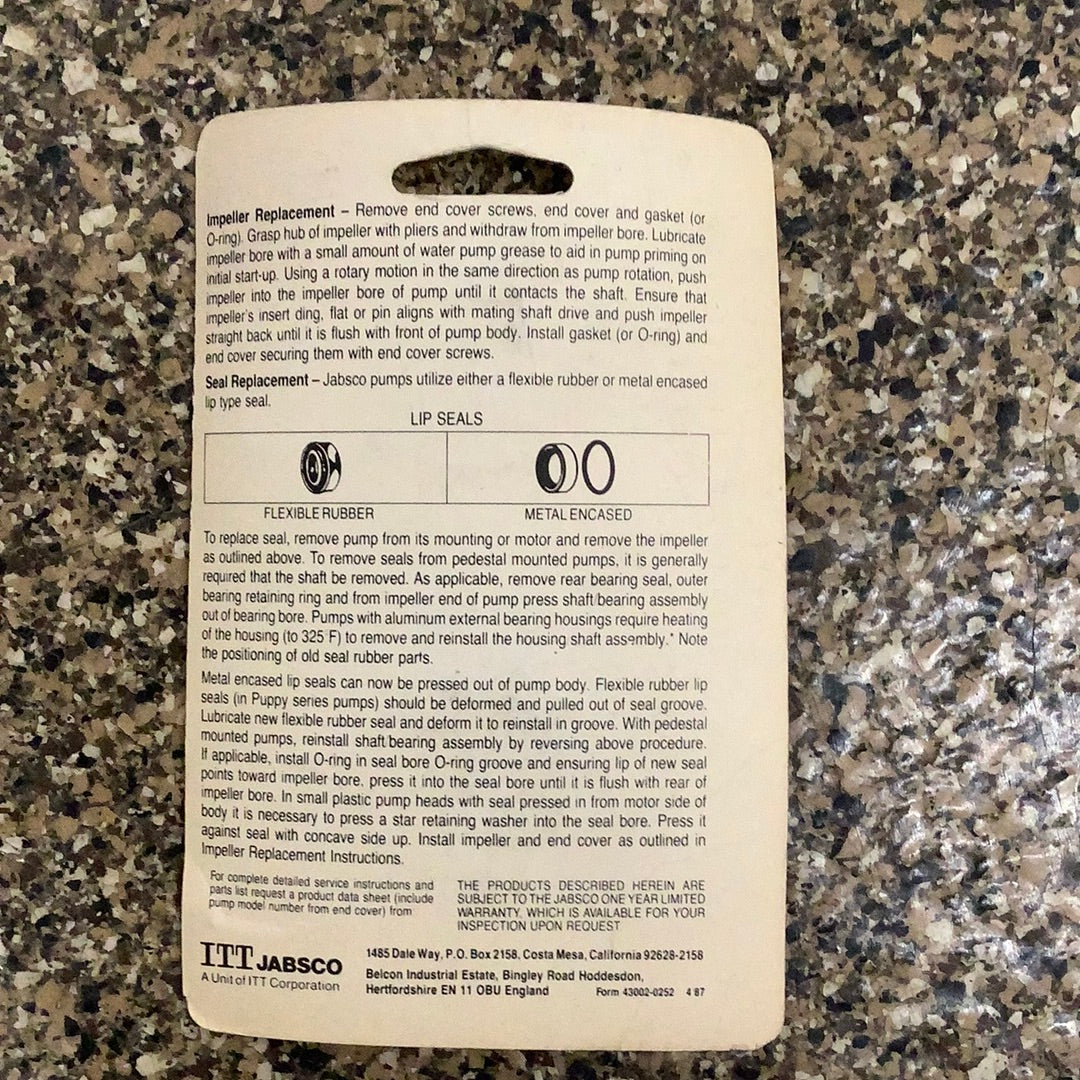 Impeller Replacement – Remove end cover screws, end cover and gasket (or
O-ring). Grasp hub of impeller with pliers and withdraw from impeller bore. Lubricate
impeller bore with a small amount of water pump grease to aid in pump priming on
initial start-up. Using a rotary motion in the same direction as pump rotation, push
impeller into the impeller bore of pump until it contacts the shaft. Ensure that
impeller's insert ding, flat or pin aligns with mating shaft drive and push impeller
straight back until it is flush with front of pump body. Install gasket (or O-ring) and
end cover securing them with end cover screws.
Seal Replacement – Jabsco pumps utilize either a flexible rubber or metal encased
lip type seal.
LIP SEALS
FLEXIBLE RUBBER
METAL ENCASED
To replace seal, remove pump from its mounting or motor and remove the impeller
as outlined above. To remove seals from pedestal mounted pumps, it is generally
required that the shaft be removed. As applicable, remove rear bearing seal, outer
bearing retaining ring and from impeller end of pump press shaft/bearing assembly
out of bearing bore. Pumps with aluminum external bearing housings require heating
of the housing (to 325°F) to remove and reinstall the housing shaft assembly.* Note
the positioning of old seal rubber parts.
Metal encased lip seals can now be pressed out of pump body. Flexible rubber lip
seals (in Puppy series pumps) should be deformed and pulled out of seal groove.
Lubricate new flexible rubber seal and deform it to reinstall in groove. With pedestal
mounted pumps, reinstall shaft/bearing assembly by reversing above procedure.
If applicable, install O-ring in seal bore O-ring groove and ensuring lip of new seal
points toward impeller bore, press it into the seal bore until it is flush with rear of
impeller bore. In small plastic pump heads with seal pressed in from motor side of
body it is necessary to press a star retaining washer into the seal bore. Press it
against seal with concave side up. Install impeller and end cover as outlined in
Impeller Replacement Instructions.
For complete detailed service instructions and
parts list request a product data sheet (include
pump model number from end cover) from
THE PRODUCTS DESCRIBED HEREIN ARE
SUBJECT TO THE JABSCO ONE YEAR LIMITED
WARRANTY, WHICH IS AVAILABLE FOR YOUR
INSPECTION UPON REQUEST
ITT JABSCO
A Unit of ITT Corporation
1485 Dale Way, P.O. Box 2158, Costa Mesa, California 92628-2158
Belcon Industrial Estate, Bingley Road Hoddesdon,
Hertfordshire EN 11 OBU England
Form 43002-0252 4 87